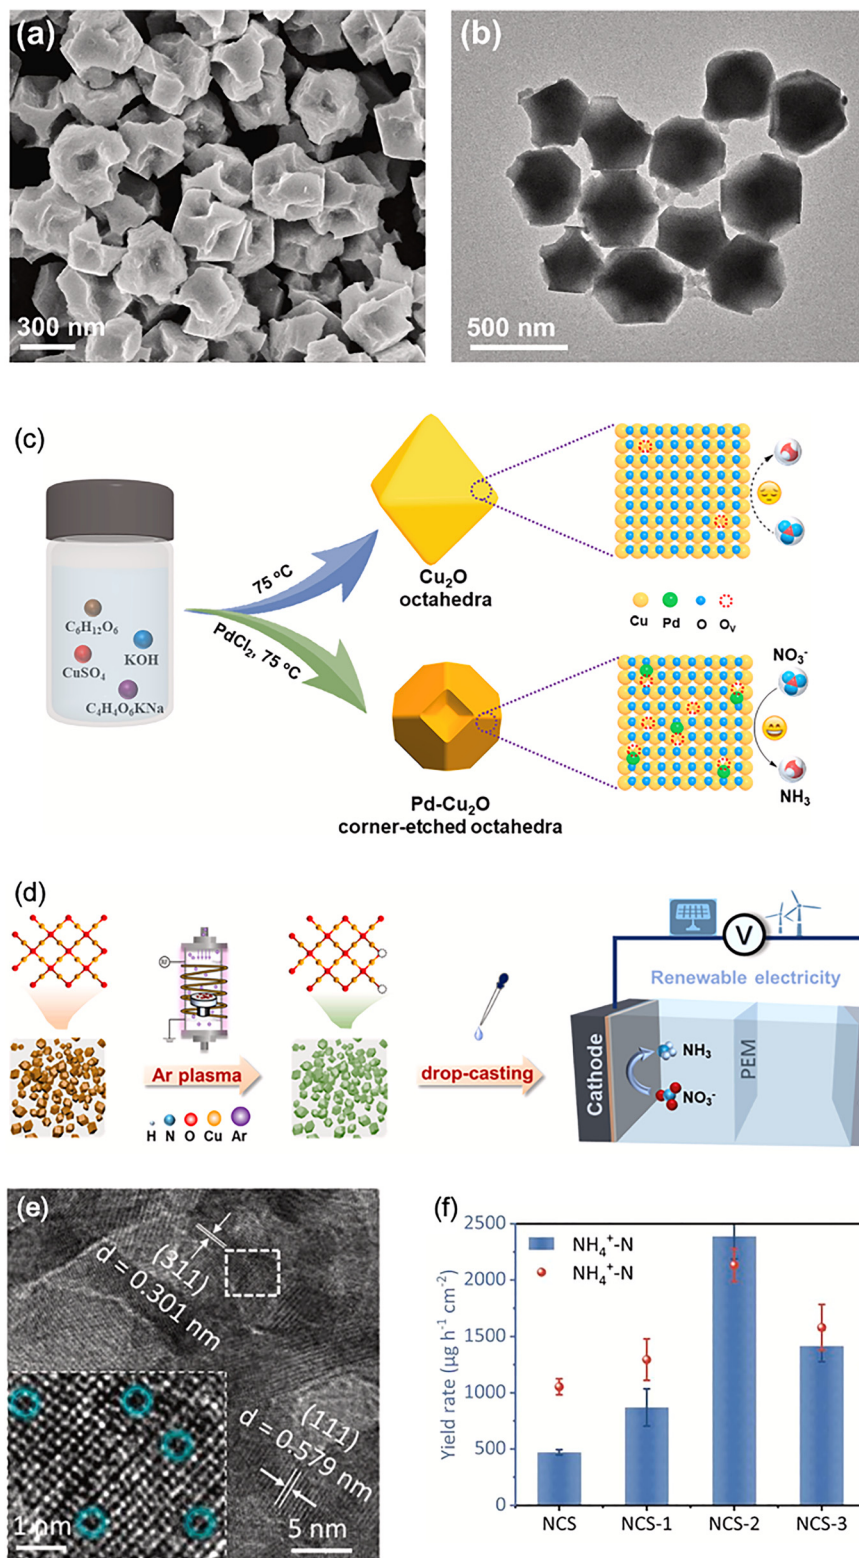 (a)
300 nm
(b)
500 nm
(c)
C₆H₁₂O₆
KOH
CuSO₄
C₄H₄O₆KNa
75 ºC
PdCl₂, 75 ºC
Cu₂O
octahedra
Cu Pd O Oᵥ
Pd-Cu₂O
corner-etched octahedra
NO₃⁻
NH₃
(d)
Ar plasma
H N O Cu Ar
drop-casting
V
Renewable electricity
Cathode
NH₃
NO₃⁻
PEM
(e)
(311)
d = 0.301 nm
(111)
d = 0.579 nm
1 nm
5 nm
(f)
NH₄⁺-N
NH₄⁺-N
Yield rate (µg h⁻¹ cm⁻²)
2500
2000
1500
1000
500
0
NCS NCS-1 NCS-2 NCS-3